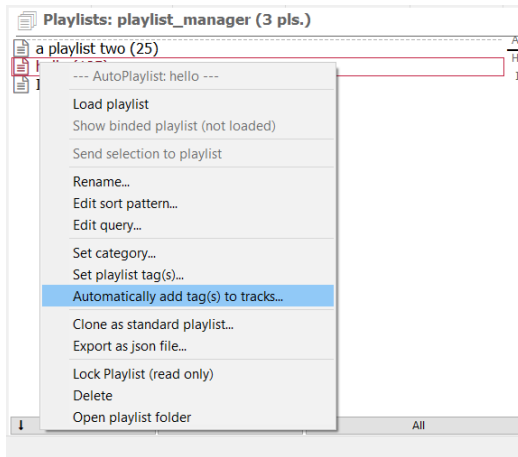 Playlists: playlist_manager (3 pls.)
a playlist two (25)
--- AutoPlaylist: hello ---
Load playlist
Show binded playlist (not loaded)
Send selection to playlist
Rename...
Edit sort pattern...
Edit query...
Set category...
Set playlist tag(s)...
Automatically add tag(s) to tracks...
Clone as standard playlist...
Export as json file...
Lock Playlist (read only)
Delete
Open playlist folder
All